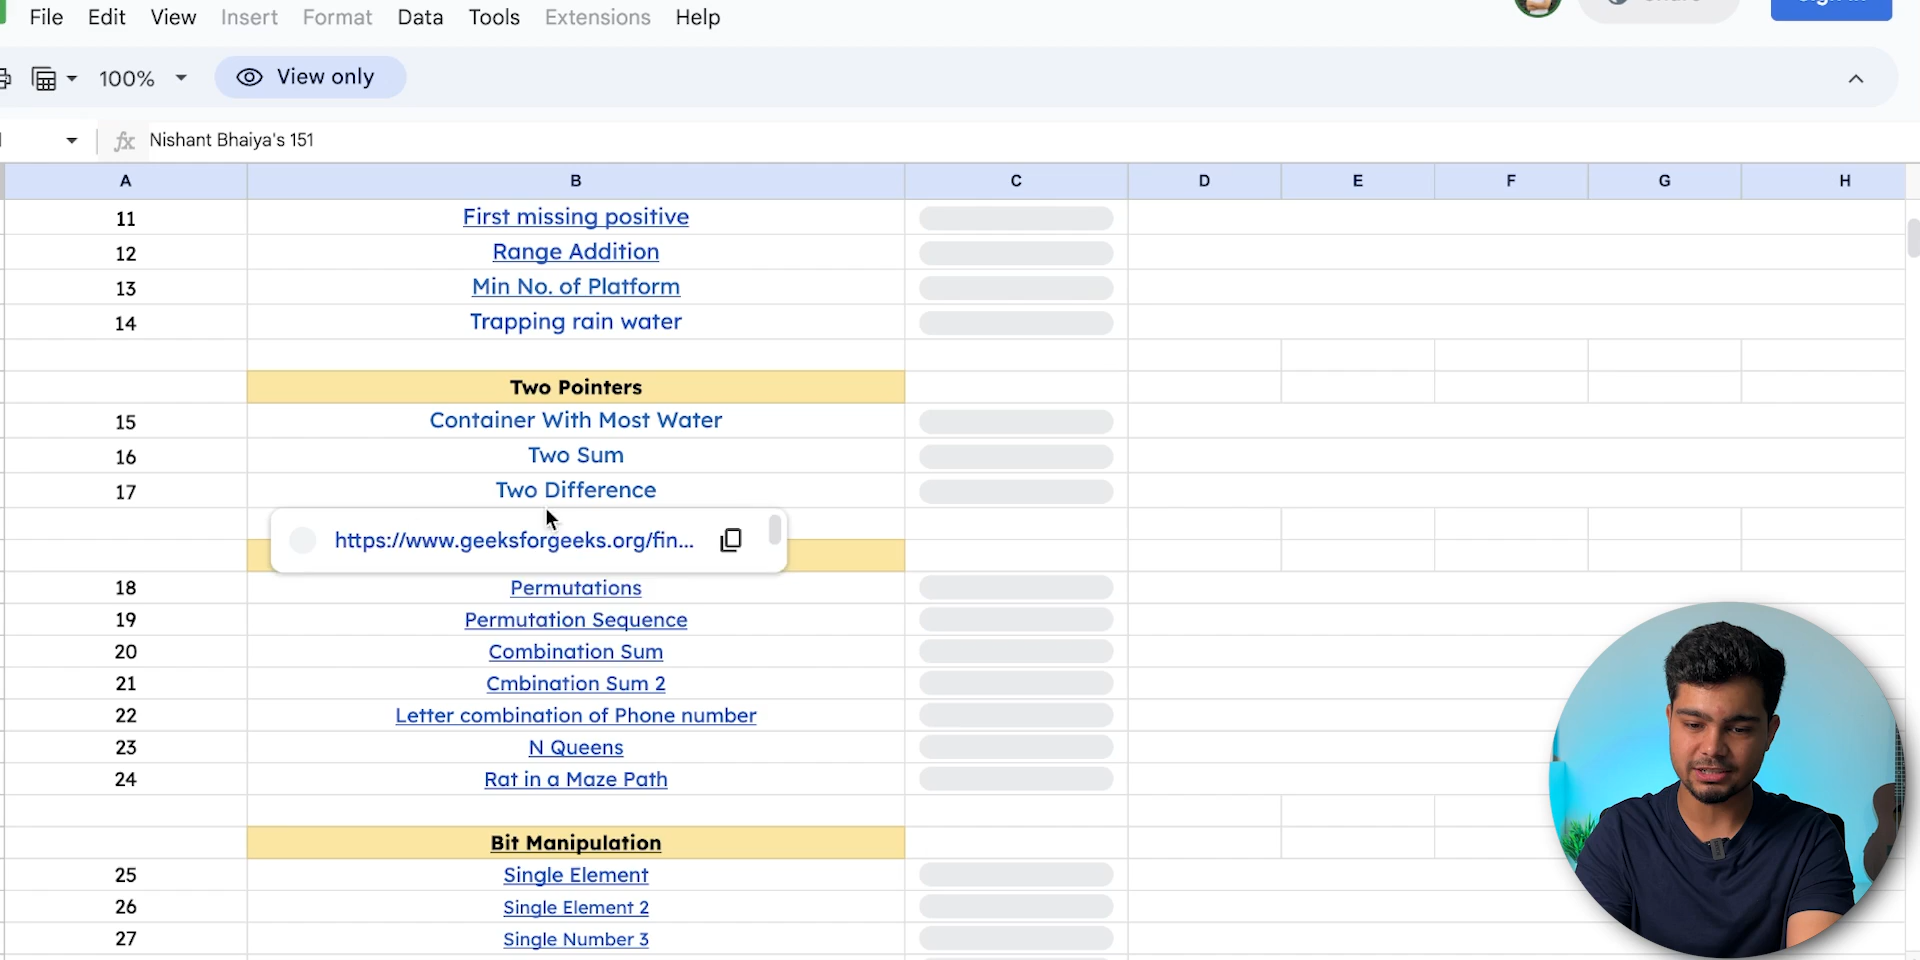 File Edit View Insert Format Data Tools Extensions Help
100% View only
fx Nishant Bhaiya's 151
A B C D E F G H
11 First missing positive
12 Range Addition
13 Min No. of Platform
14 Trapping rain water
Two Pointers
15 Container With Most Water
16 Two Sum
17 Two Difference
https://www.geeksforgeeks.org/fin...
18 Permutations
19 Permutation Sequence
20 Combination Sum
21 Cmbination Sum 2
22 Letter combination of Phone number
23 N Queens
24 Rat in a Maze Path
Bit Manipulation
25 Single Element
26 Single Element 2
27 Single Number 3